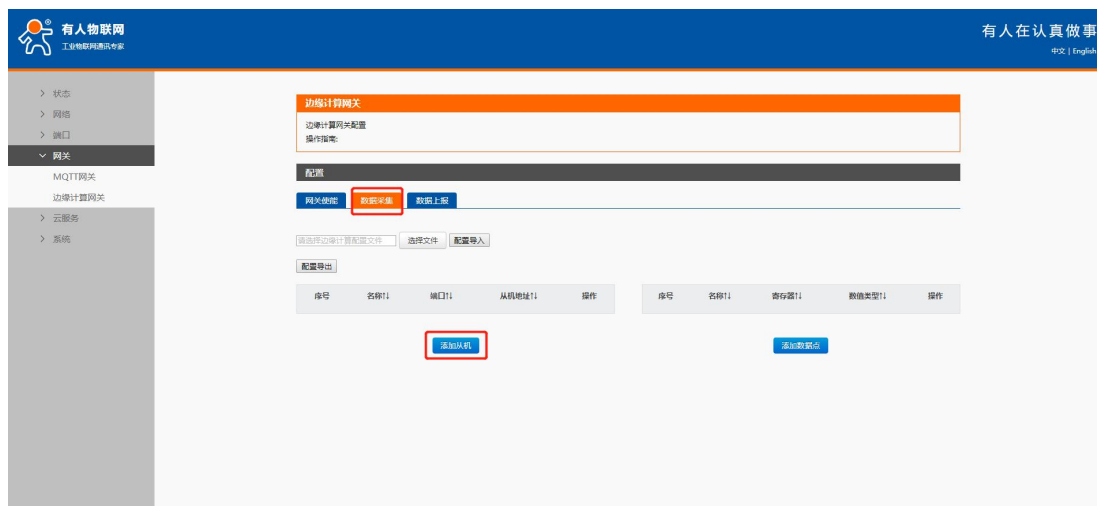 有人物联网
工业物联网通讯专家
有人在认真做事
中文 | English
> 状态
> 网络
> 端口
网关
MQTT网关
边缘计算网关
> 云服务
> 系统
边缘计算网关
边缘计算网关配置
操作指南:
配置
网关使能 数据采集 数据上报
请选择边缘计算配置文件 选择文件 配置导入
配置导出
序号 名称↑↓ 端口↑↓ 从机地址↑↓ 操作 序号 名称↑↓ 寄存器↑↓ 数值类型↑↓ 操作
添加从机 添加数据点